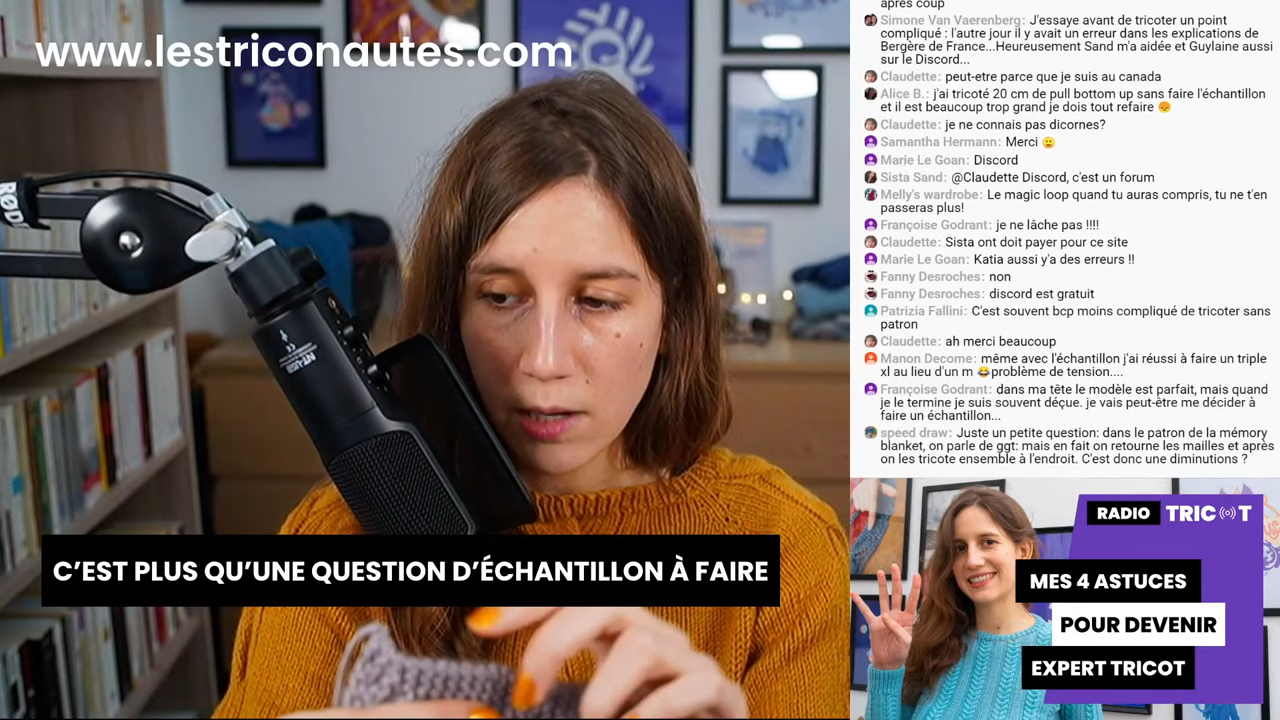 www.lestriconautes.com
RØD
NT-USB
C’EST PLUS QU’UNE QUESTION D’ÉCHANTILLON À FAIRE
après coup
Simone Van Vaerenberg: J'essaye avant de tricoter un point
compliqué : l'autre jour il y avait un erreur dans les explications de
Bergère de France...Heureusement Sand m'a aidée et Guylaine aussi
sur le Discord...
Claudette: peut-etre parce que je suis au canada
Alice B.: j'ai tricoté 20 cm de pull bottom up sans faire l'échantillon
et il est beaucoup trop grand je dois tout refaire 😞
Claudette: je ne connais pas dicornes?
Samantha Hermann: Merci 🙂
Marie Le Goan: Discord
Sista Sand: @Claudette Discord, c'est un forum
Melly's wardrobe: Le magic loop quand tu auras compris, tu ne t'en
passeras plus!
Françoise Godrant: je ne lâche pas !!!!
Claudette: Sista ont doit payer pour ce site
Marie Le Goan: Katia aussi y'a des erreurs !!
Fanny Desroches: non
Fanny Desroches: discord est gratuit
Patrizia Fallini: C'est souvent bcp moins compliqué de tricoter sans
patron
Claudette: ah merci beaucoup
Manon Decome: même avec l'échantillon j'ai réussi à faire un triple
xl au lieu d'un m 😂problème de tension....
Françoise Godrant: dans ma tête le modèle est parfait, mais quand
je le termine je suis souvent déçue. je vais peut-être me décider à
faire un échantillon...
speed draw: Juste un petite question: dans le patron de la mémory
blanket, on parle de ggt: mais en fait on retourne les mailles et après
on les tricote ensemble à l'endroit. C'est donc une diminutions ?
RADIO TRICOT
MES 4 ASTUCES
POUR DEVENIR
EXPERT TRICOT